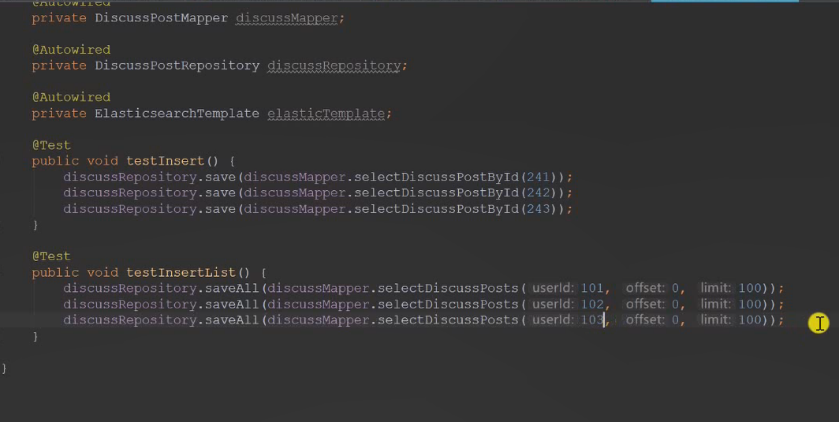 @Autowired
private DiscussPostMapper discussMapper;
@Autowired
private DiscussPostRepository discussRepository;
@Autowired
private ElasticsearchTemplate elasticTemplate;
@Test
public void testInsert() {
discussRepository.save(discussMapper.selectDiscussPostById(241));
discussRepository.save(discussMapper.selectDiscussPostById(242));
discussRepository.save(discussMapper.selectDiscussPostById(243));
}
@Test
public void testInsertList() {
discussRepository.saveAll(discussMapper.selectDiscussPosts( userId: 101, offset: 0, limit: 100));
discussRepository.saveAll(discussMapper.selectDiscussPosts( userId: 102, offset: 0, limit: 100));
discussRepository.saveAll(discussMapper.selectDiscussPosts( userId: 103, offset: 0, limit: 100));
}
}